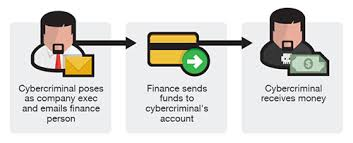 Cybercriminal poses
as company exec
and emails finance
person
Finance sends
funds to
cybercriminal's
account
Cybercriminal
receives money